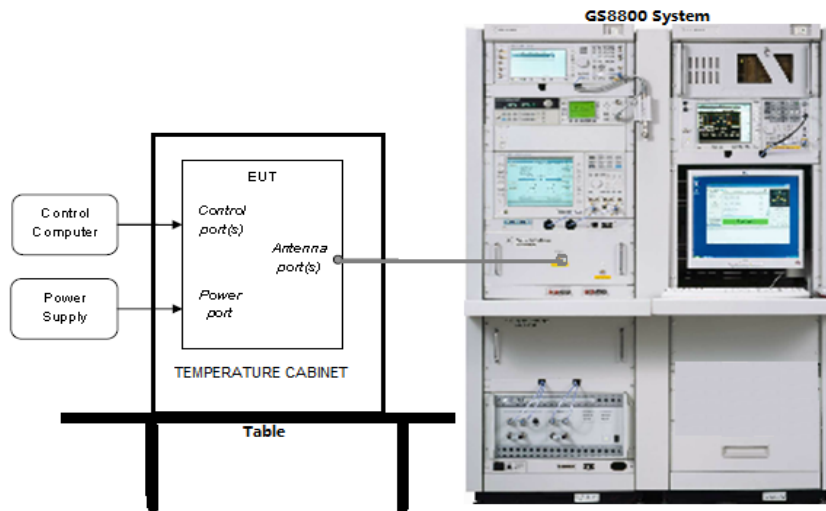 GS8800 System
EUT
Control
Computer
Control
port(s)
Antenna
port(s)
Power
Supply
Power
port
TEMPERATURE CABINET
Table